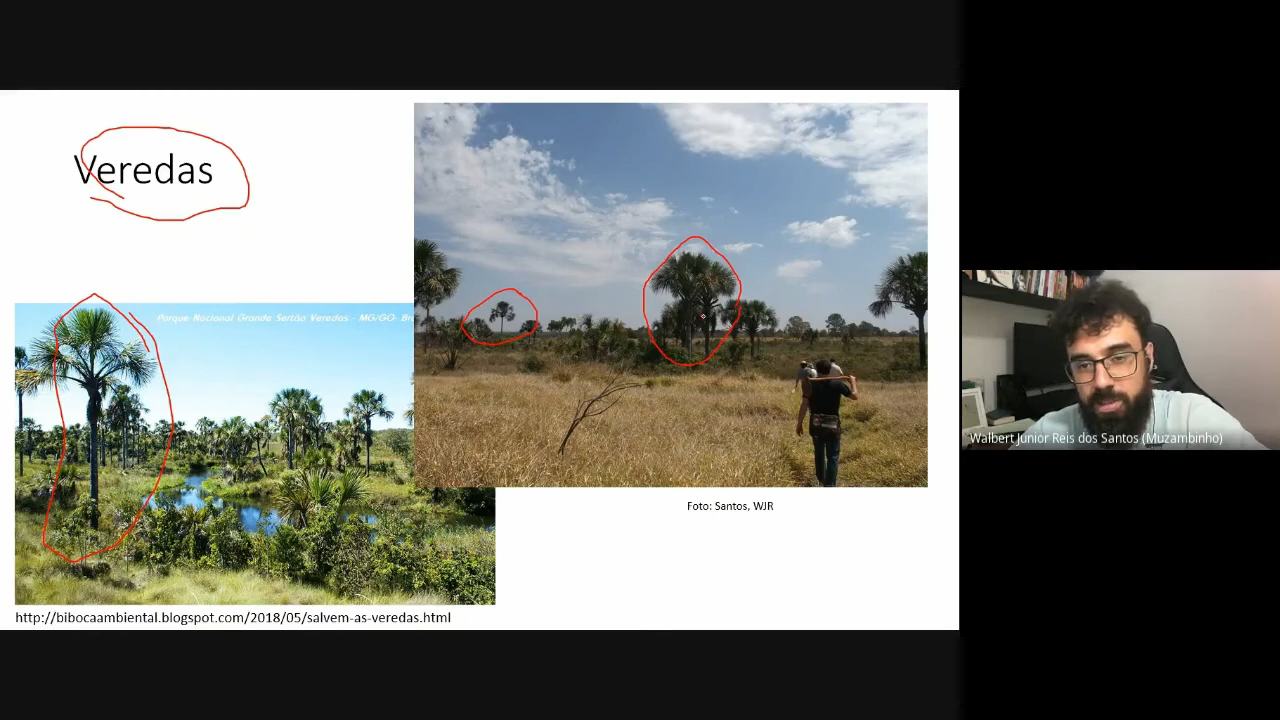 Veredas
Parque Nacional Grande Sertão Veredas - MG/GO- Br
Foto: Santos, WJR
http://bibocaambiental.blogspot.com/2018/05/salvem-as-veredas.html
Walbert Junior Reis dos Santos (Muzambinho)